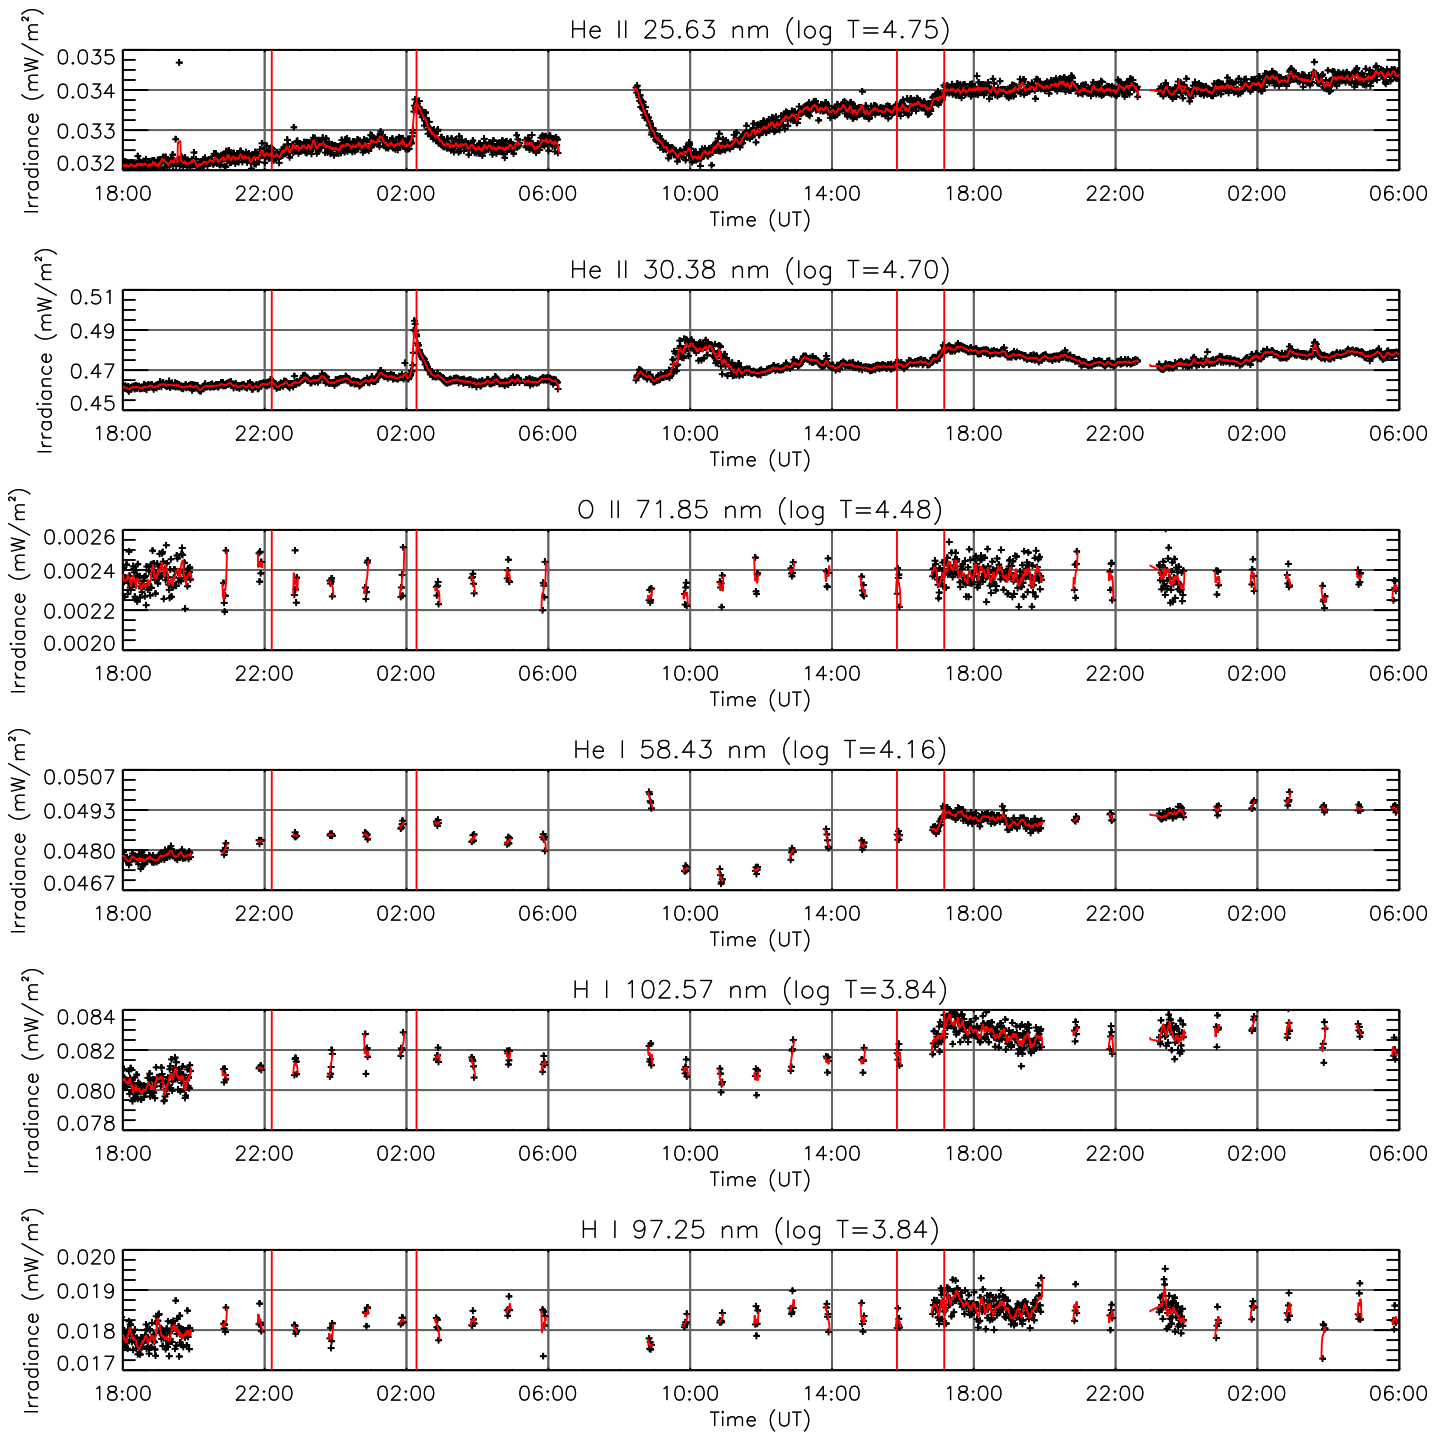 He II 25.63 nm (log T=4.75)
Irradiance (mW/m²)
0.035
0.034
0.033
0.032
18:00 22:00 02:00 06:00 10:00 14:00 18:00 22:00 02:00 06:00
Time (UT)
He II 30.38 nm (log T=4.70)
Irradiance (mW/m²)
0.51
0.49
0.47
0.45
18:00 22:00 02:00 06:00 10:00 14:00 18:00 22:00 02:00 06:00
Time (UT)
O II 71.85 nm (log T=4.48)
Irradiance (mW/m²)
0.0026
0.0024
0.0022
0.0020
18:00 22:00 02:00 06:00 10:00 14:00 18:00 22:00 02:00 06:00
Time (UT)
He I 58.43 nm (log T=4.16)
Irradiance (mW/m²)
0.0507
0.0493
0.0480
0.0467
18:00 22:00 02:00 06:00 10:00 14:00 18:00 22:00 02:00 06:00
Time (UT)
H I 102.57 nm (log T=3.84)
Irradiance (mW/m²)
0.084
0.082
0.080
0.078
18:00 22:00 02:00 06:00 10:00 14:00 18:00 22:00 02:00 06:00
Time (UT)
H I 97.25 nm (log T=3.84)
Irradiance (mW/m²)
0.020
0.019
0.018
0.017
18:00 22:00 02:00 06:00 10:00 14:00 18:00 22:00 02:00 06:00
Time (UT)